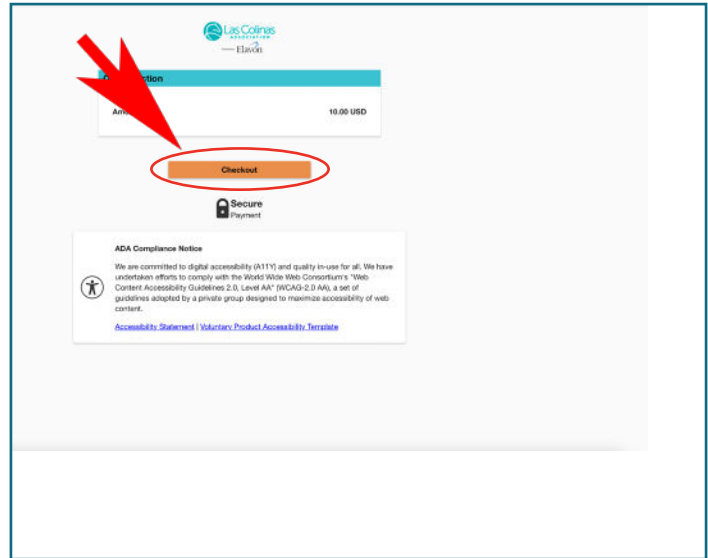 Las Colinas
ASSOCIATION
Elavon
10.00 USD
Checkout
Secure
Payment
ADA Compliance Notice
We are committed to digital accessibility (A11Y) and quality in-use for all. We have
undertaken efforts to comply with the World Wide Web Consortium's "Web
Content Accessibility Guidelines 2.0, Level AA" (WCAG-2.0 AA), a set of
guidelines adopted by a private group designed to maximize accessibility of web
content.
Accessibility Statement | Voluntary Product Accessibility Template